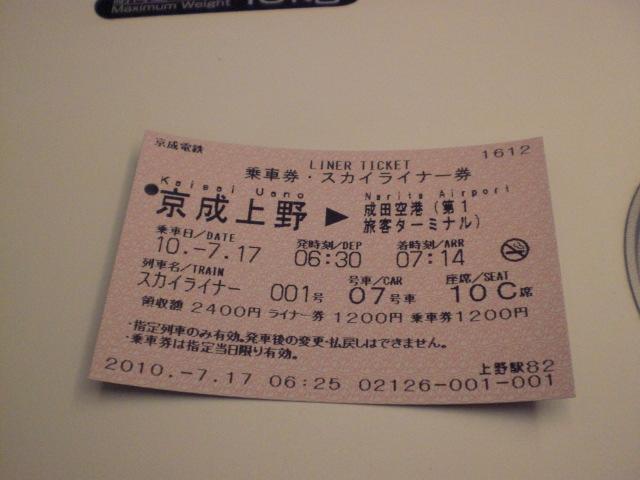 Maximum Weight
京成電鉄
LINER TICKET 1612
乗車券・スカイライナー券
Keisei Ueno Narita Airport
●京成上野 ▶ 成田空港(第1
旅客ターミナル)
乗車日/DATE 発時刻/DEP 着時刻/ARR
10.-7.17 06:30 07:14
列車名/TRAIN 号車/CAR 座席/SEAT
スカイライナー 001号 07号車 10C席
領収額 2400円 ライナー券 1200円 乗車券 1200円
・指定列車のみ有効。発車後の変更・払戻しはできません。
・乗車券は指定当日限り有効。
上野駅82
2010.-7.17 06:25 02126-001-001